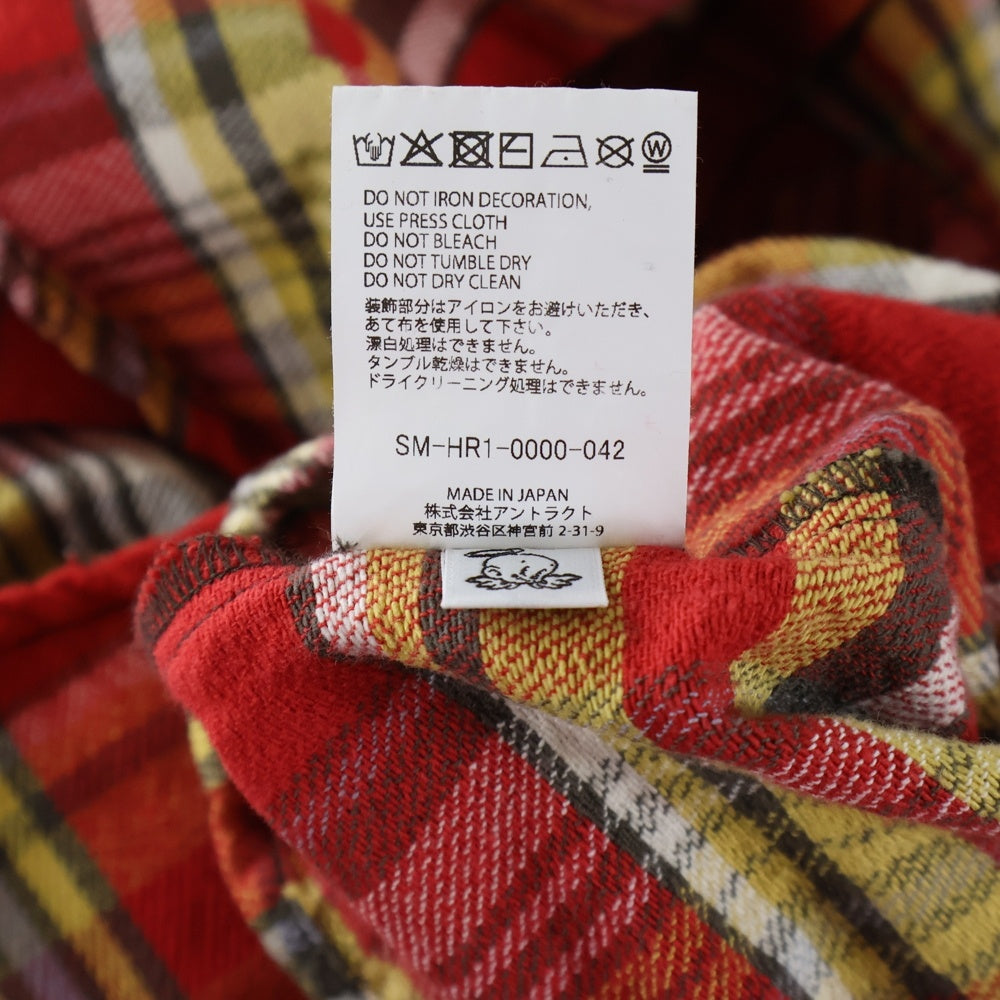 W
DO NOT IRON DECORATION,
USE PRESS CLOTH
DO NOT BLEACH
DO NOT TUMBLE DRY
DO NOT DRY CLEAN
装飾部分はアイロンをお避けいただき、
あて布を使用して下さい。
漂白処理はできません。
タンブル乾燥はできません。
ドライクリーニング処理はできません。
SM-HR1-0000-042
MADE IN JAPAN
株式会社アントラクト
東京都渋谷区神宮前 2-31-9